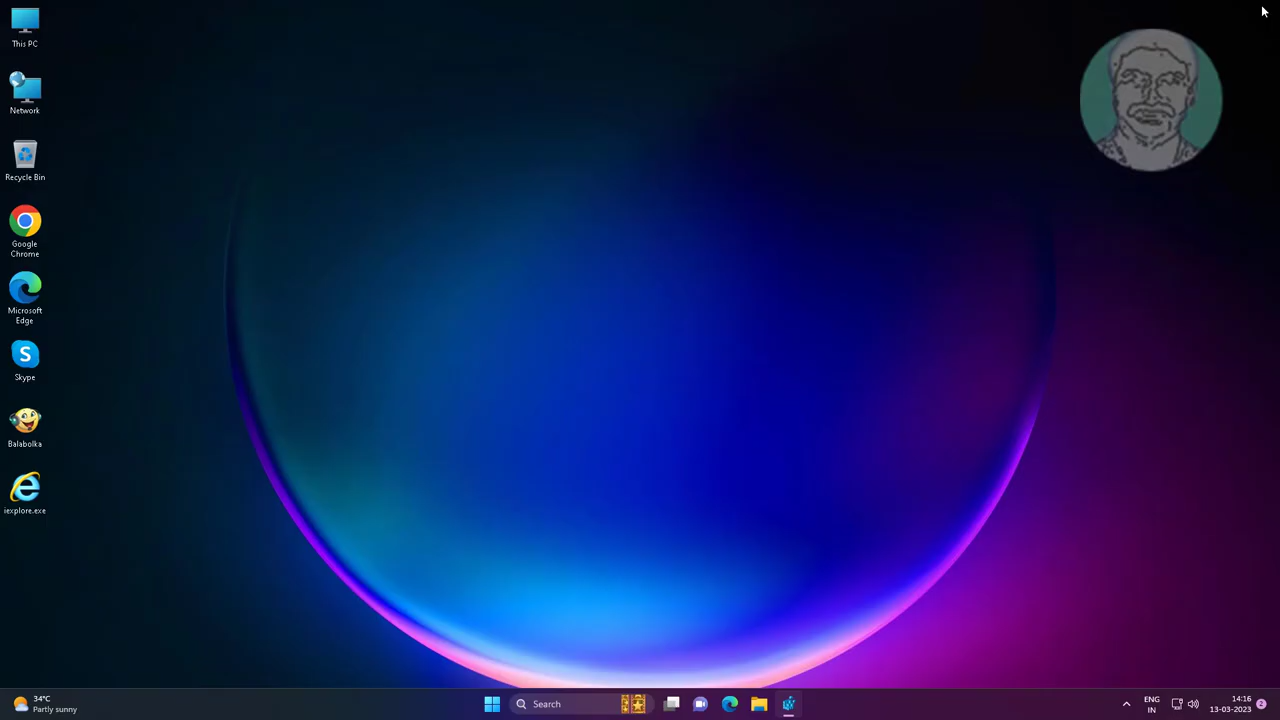 This PC
Network
Recycle Bin
Google
Chrome
Microsoft
Edge
S
Skype
Balabolka
iexplore.exe
34°C
Partly sunny
Search
ENG
IN
14:16
13-03-2023
2